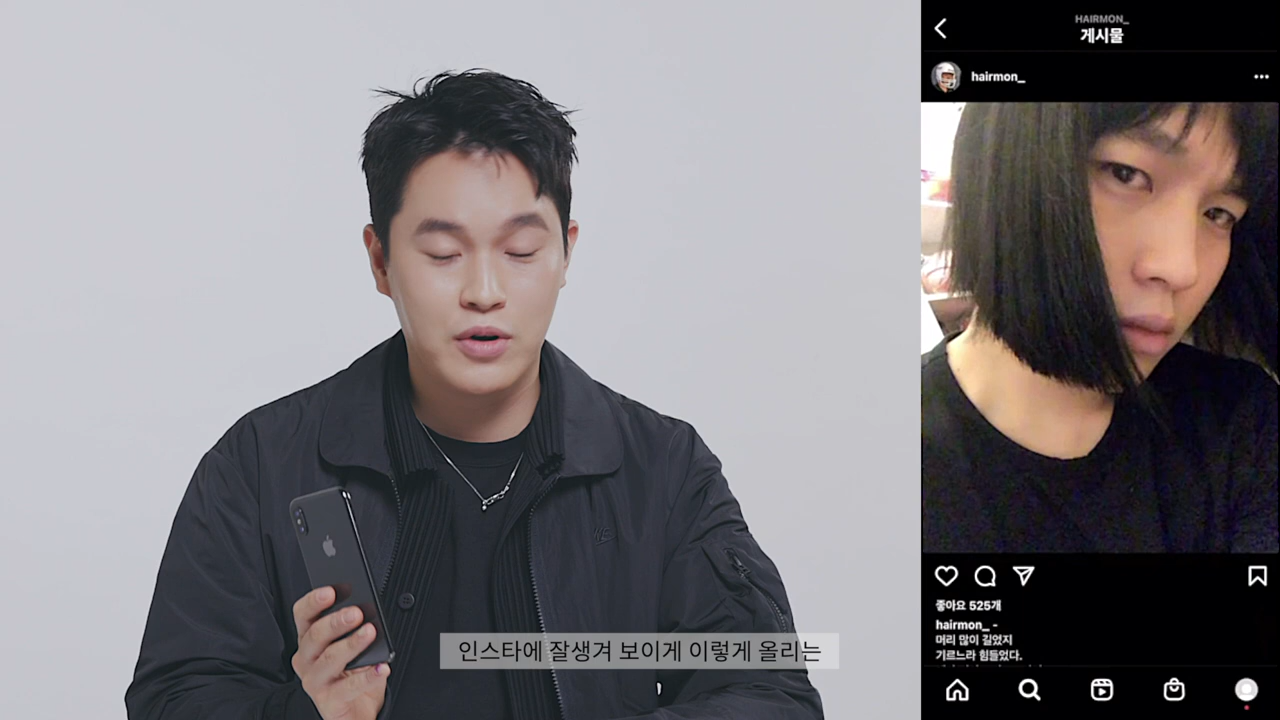 HAIRMON_
게시물
hairmon_
인스타에 잘생겨 보이게 이렇게 올리는
좋아요 525개
hairmon_ -
머리 많이 길었지
기르느라 힘들었다.